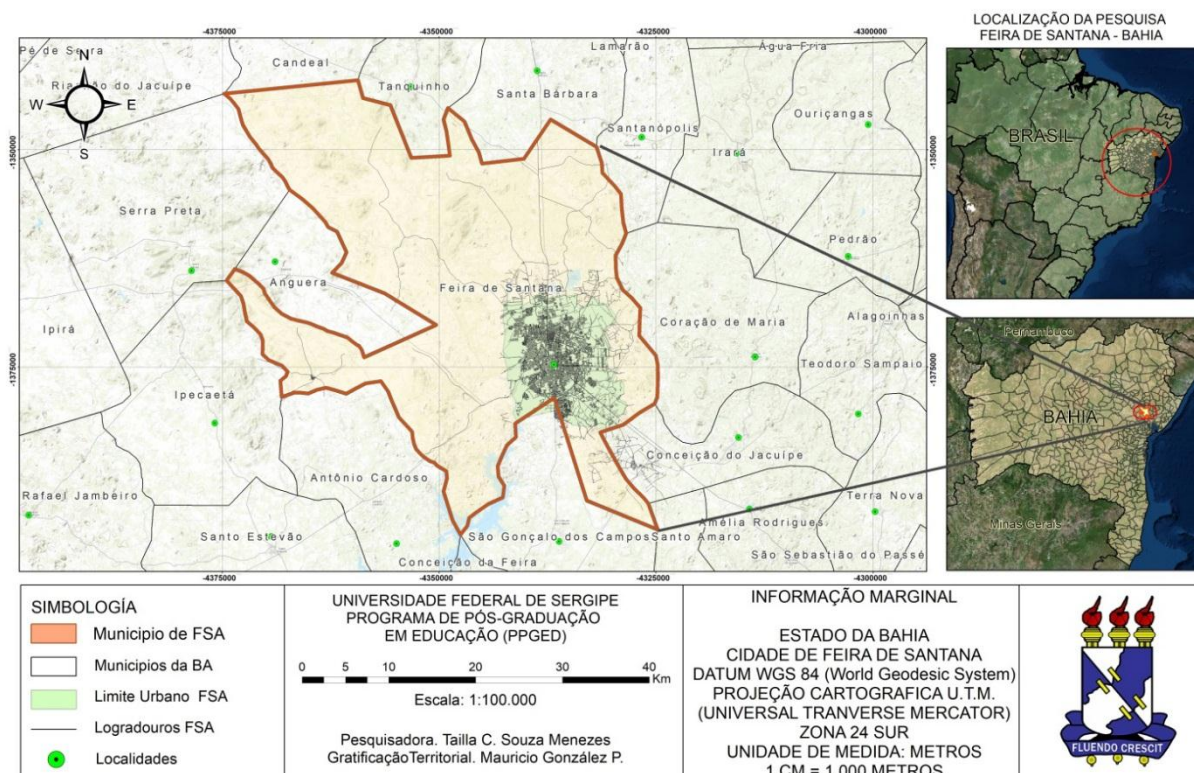 -4375000
-4350000
-4325000
-4300000
Pé de Serra
Candeal
Lamarão
Água Fria
N
Riachão do Jacuípe
Tanquinho
Santa Bárbara
Ouriçangas
W
E
S
Santanópolis
-1350000
-1350000
Irará
Serra Preta
Pedrão
Anguera
Feira de Santana
Ipirá
Coração de Maria
Alagoinhas
-1375000
-1375000
Teodoro Sampaio
Ipecaetá
Conceição do Jacuípe
Antônio Cardoso
Rafael Jambeiro
Terra Nova
Amélia Rodrigues
Santo Estevão
São Gonçalo dos Campos
Santo Amaro
São Sebastião do Passé
Conceição da Feira
-4375000
-4350000
-4325000
-4300000
LOCALIZAÇÃO DA PESQUISA
FEIRA DE SANTANA - BAHIA
BRASIL
Pernambuco
BAHIA
Minas Gerais
SIMBOLOGÍA
Municipio de FSA
Municipios da BA
Limite Urbano FSA
Logradouros FSA
Localidades
UNIVERSIDADE FEDERAL DE SERGIPE
PROGRAMA DE PÓS-GRADUAÇÃO
EM EDUCAÇÃO (PPGED)
0 5 10 20 30 40
Km
Escala: 1:100.000
Pesquisadora. Tailla C. Souza Menezes
GratificaçãoTerritorial. Mauricio González P.
INFORMAÇÃO MARGINAL
ESTADO DA BAHIA
CIDADE DE FEIRA DE SANTANA
DATUM WGS 84 (World Geodesic System)
PROJEÇÃO CARTOGRAFICA U.T.M.
(UNIVERSAL TRANVERSE MERCATOR)
ZONA 24 SUR
UNIDADE DE MEDIDA: METROS
1 CM = 1.000 METROS
FLUENDO CRESCIT